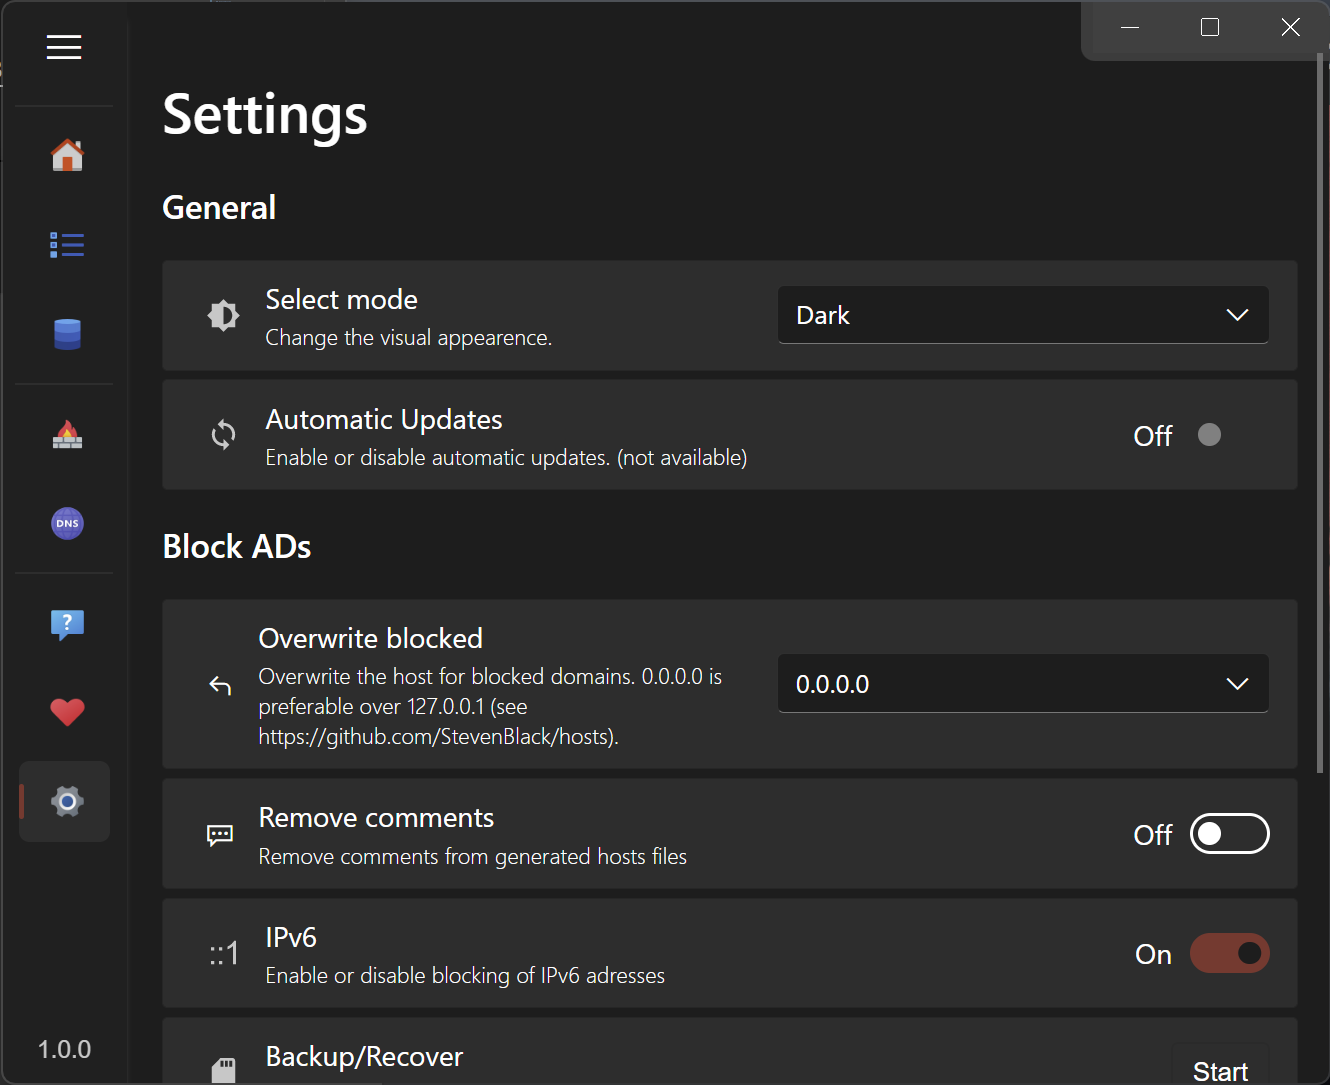 Settings
General
Select mode
Change the visual appearence.
Dark
Automatic Updates
Enable or disable automatic updates. (not available)
Off
Block ADs
Overwrite blocked
Overwrite the host for blocked domains. 0.0.0.0 is
preferable over 127.0.0.1 (see
https://github.com/StevenBlack/hosts).
0.0.0.0
Remove comments
Remove comments from generated hosts files
Off
::1
IPv6
Enable or disable blocking of IPv6 adresses
On
Backup/Recover
Start
DNS
?
1.0.0